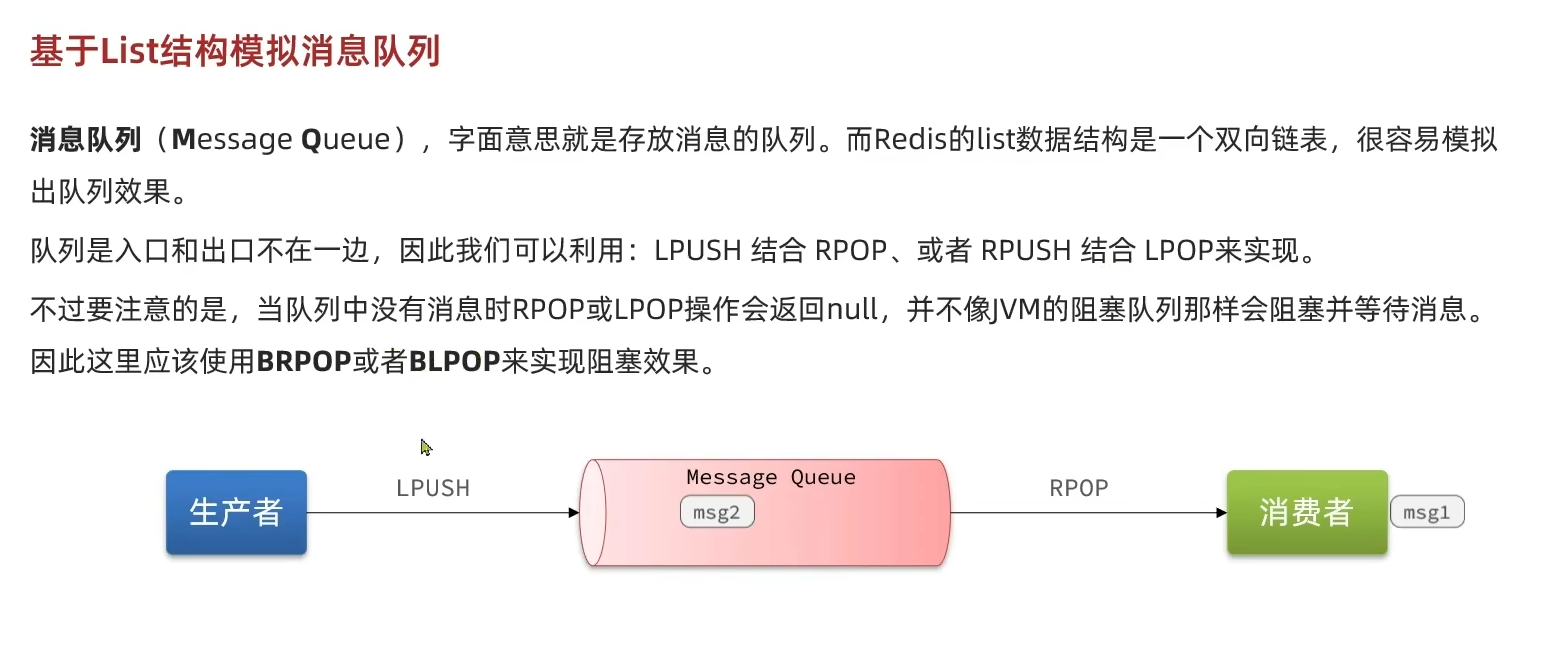 基于List结构模拟消息队列
消息队列（Message Queue），字面意思就是存放消息的队列。而Redis的list数据结构是一个双向链表，很容易模拟
出队列效果。
队列是入口和出口不在一边，因此我们可以利用：LPUSH 结合 RPOP、或者 RPUSH 结合 LPOP来实现。
不过要注意的是，当队列中没有消息时RPOP或LPOP操作会返回null，并不像JVM的阻塞队列那样会阻塞并等待消息。
因此这里应该使用BRPOP或者BLPOP来实现阻塞效果。
生产者
LPUSH
Message Queue
msg2
RPOP
消费者
msg1